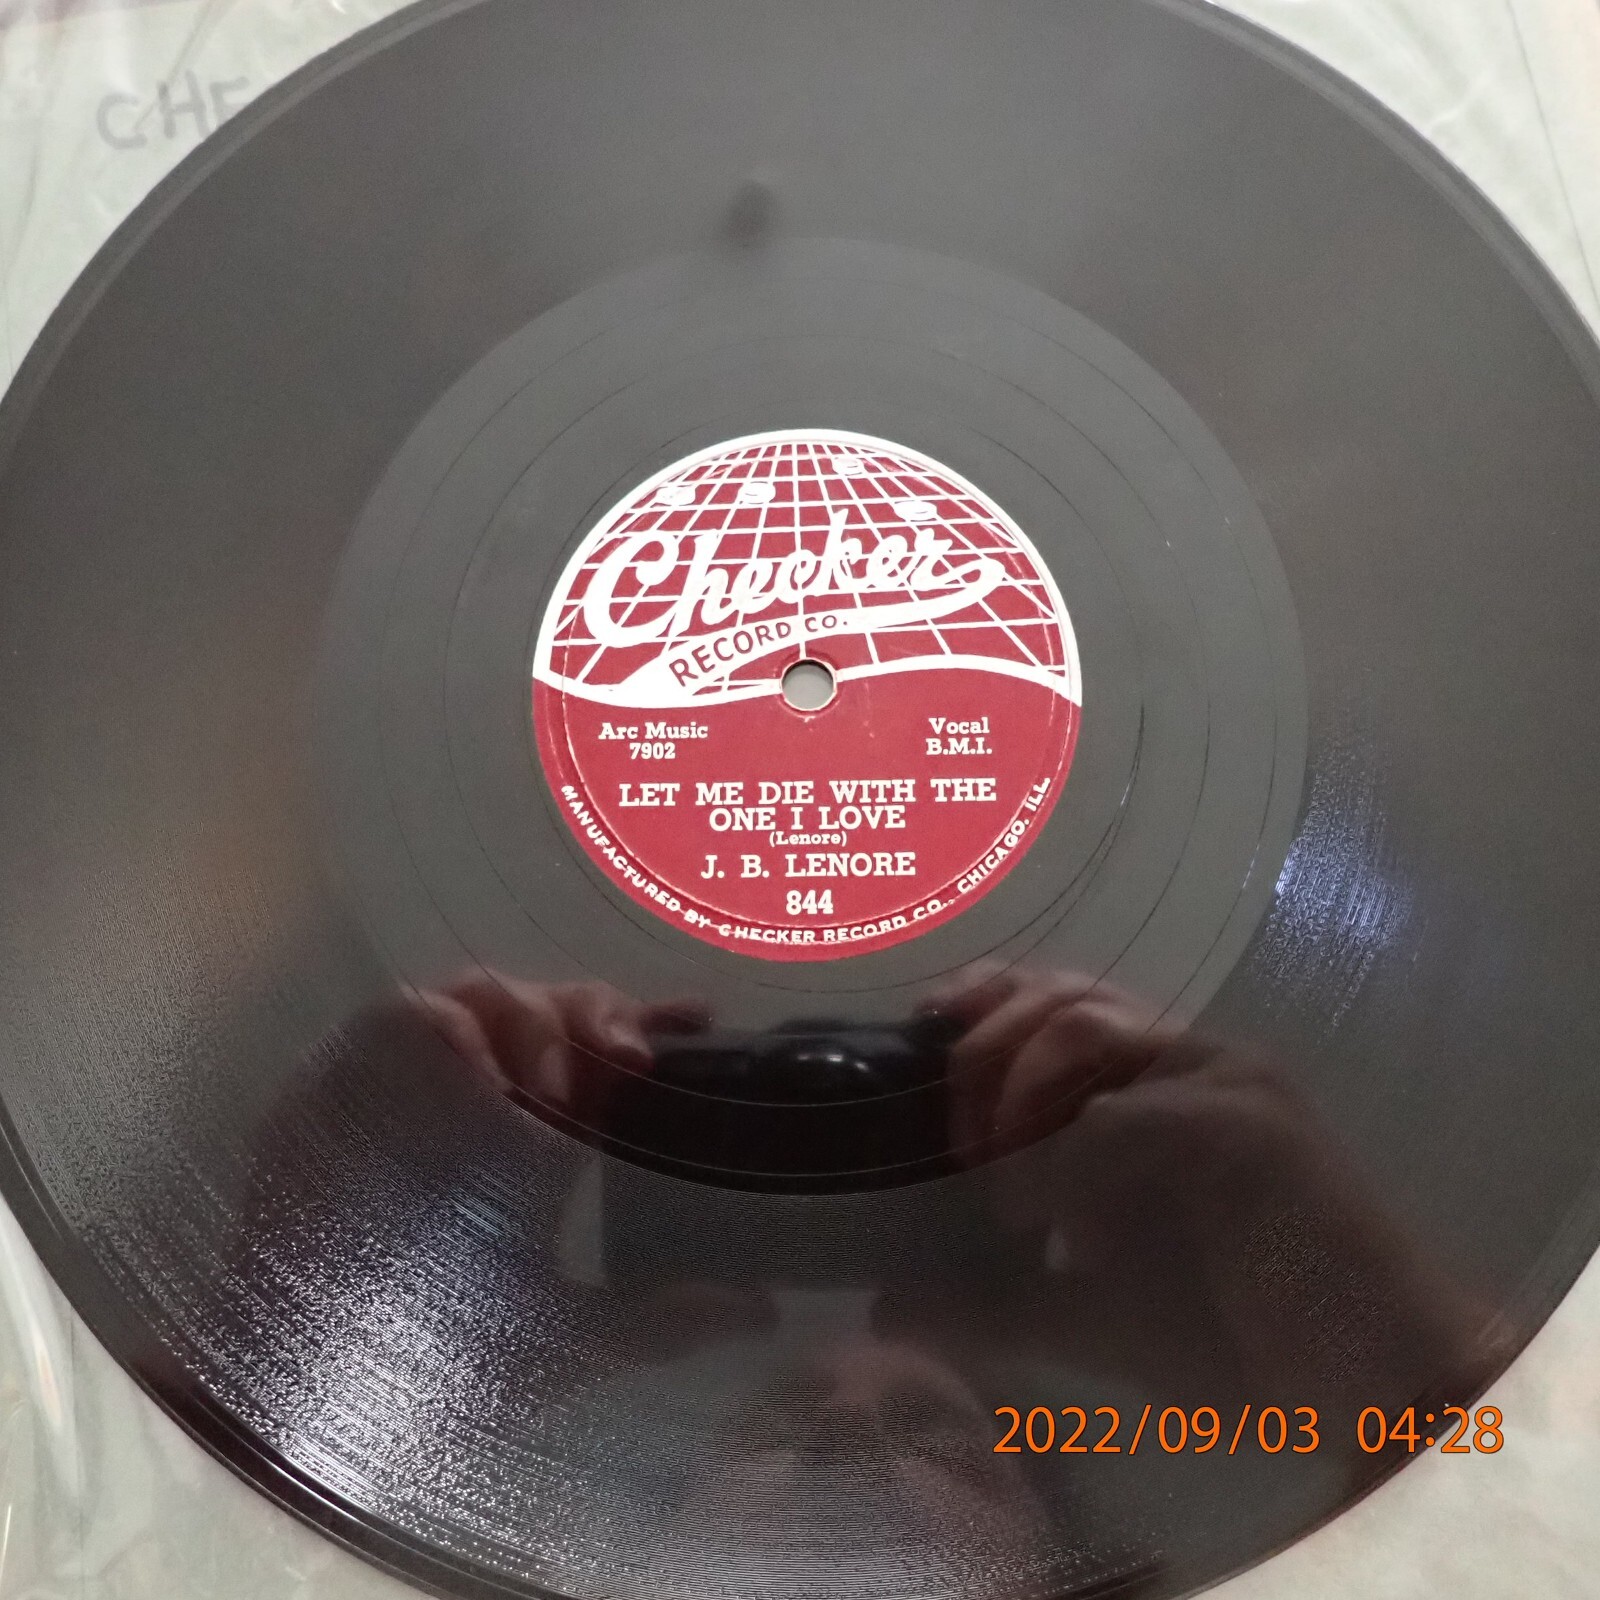 CHE
Checker
RECORD CO.
Arc Music
7902
Vocal
B.M.I.
LET ME DIE WITH THE
ONE I LOVE
(Lenore)
J. B. LENORE
844
MANUFACTURED BY CHECKER RECORD CO., CHICAGO, ILL.
2022/09/03 04:28